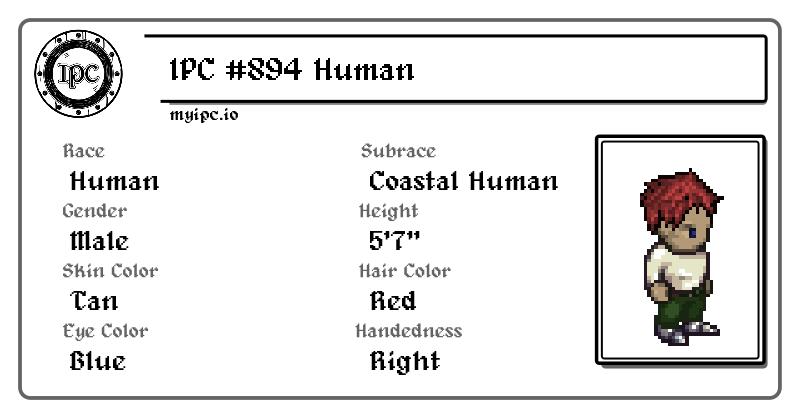 IPC
IPC #894 Human
myipc.io
Race
Subrace
Human
Coastal Human
Gender
Height
Male
5'7"
Skin Color
Hair Color
Tan
Red
Eye Color
Handedness
Blue
Right